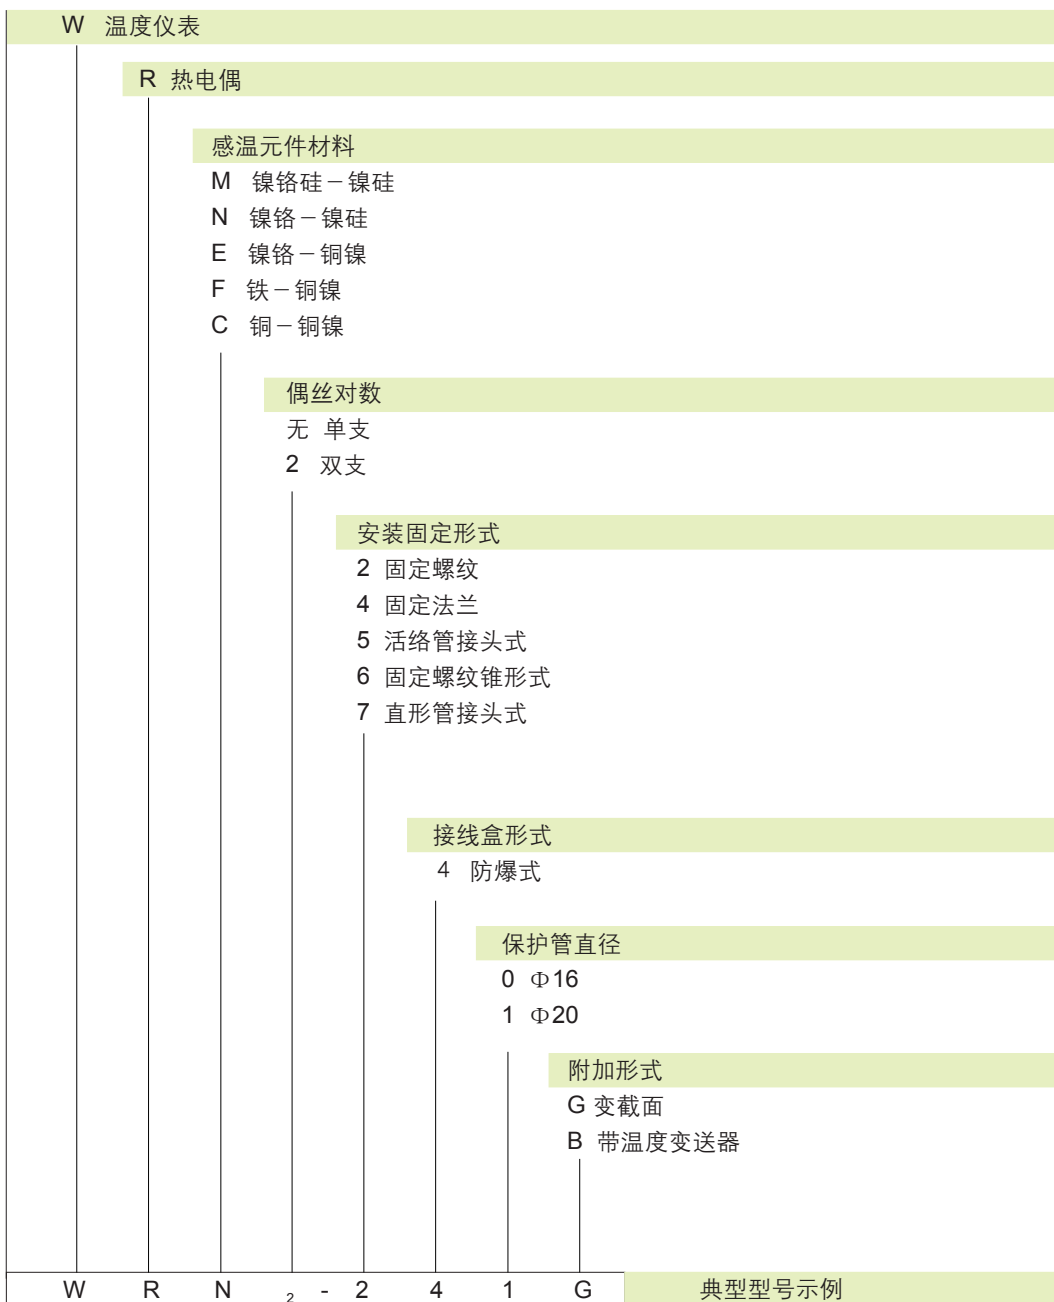 W 温度仪表
R 热电偶
感温元件材料
M 镍铬硅－镍硅
N 镍铬－镍硅
E 镍铬－铜镍
F 铁－铜镍
C 铜－铜镍
偶丝对数
无 单支
2 双支
安装固定形式
2 固定螺纹
4 固定法兰
5 活络管接头式
6 固定螺纹锥形式
7 直形管接头式
接线盒形式
4 防爆式
保护管直径
0 Φ16
1 Φ20
附加形式
G 变截面
B 带温度变送器
W R N 2 - 2 4 1 G 典型型号示例